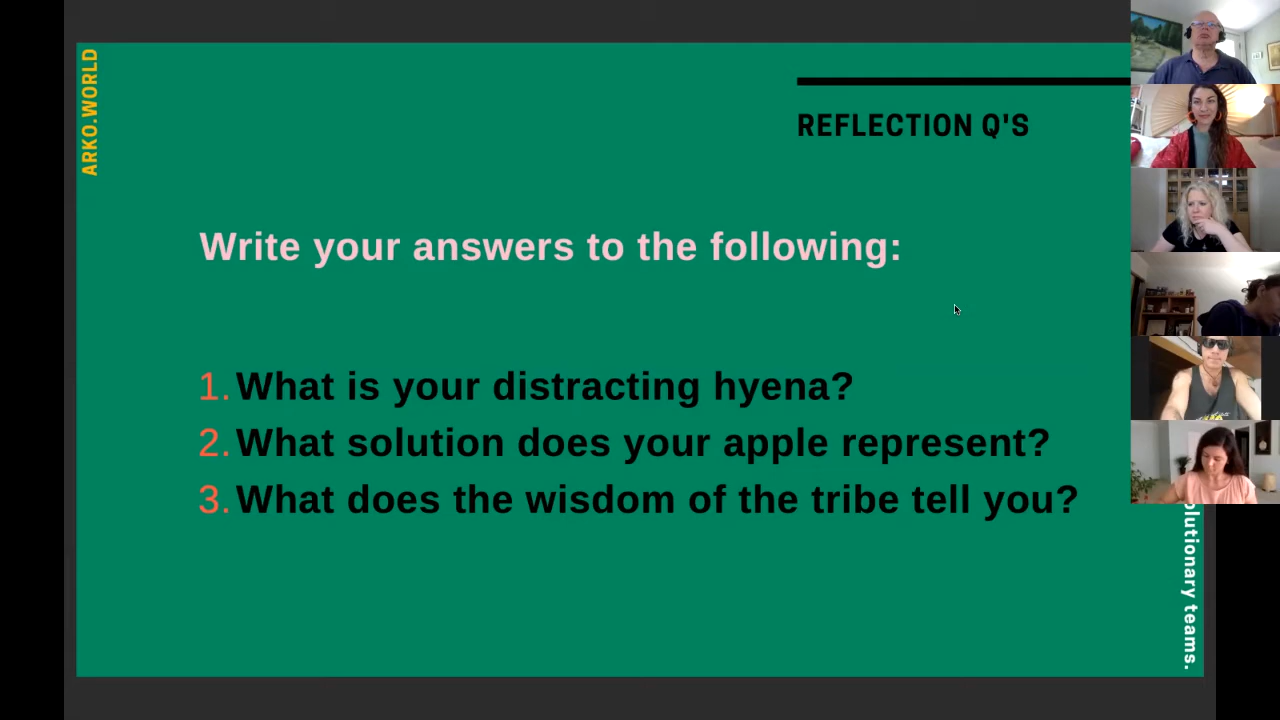 ARKO.WORLD
REFLECTION Q'S
Write your answers to the following:
1. What is your distracting hyena?
2. What solution does your apple represent?
3. What does the wisdom of the tribe tell you?
teams.